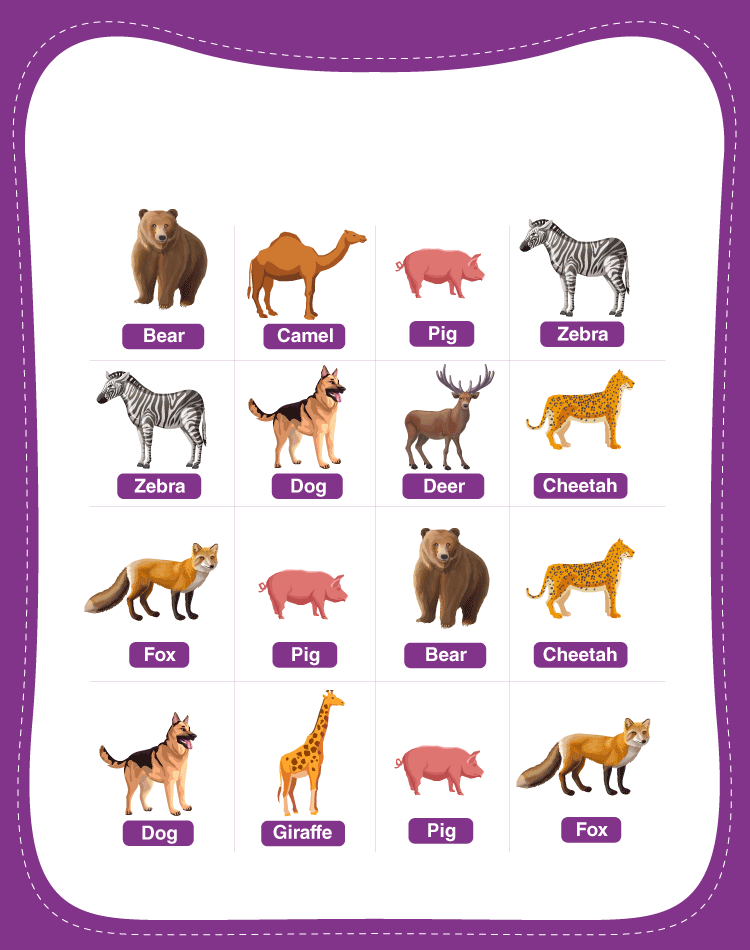 Bear
Camel
Pig
Zebra
Zebra
Dog
Deer
Cheetah
Fox
Pig
Bear
Cheetah
Dog
Giraffe
Pig
Fox